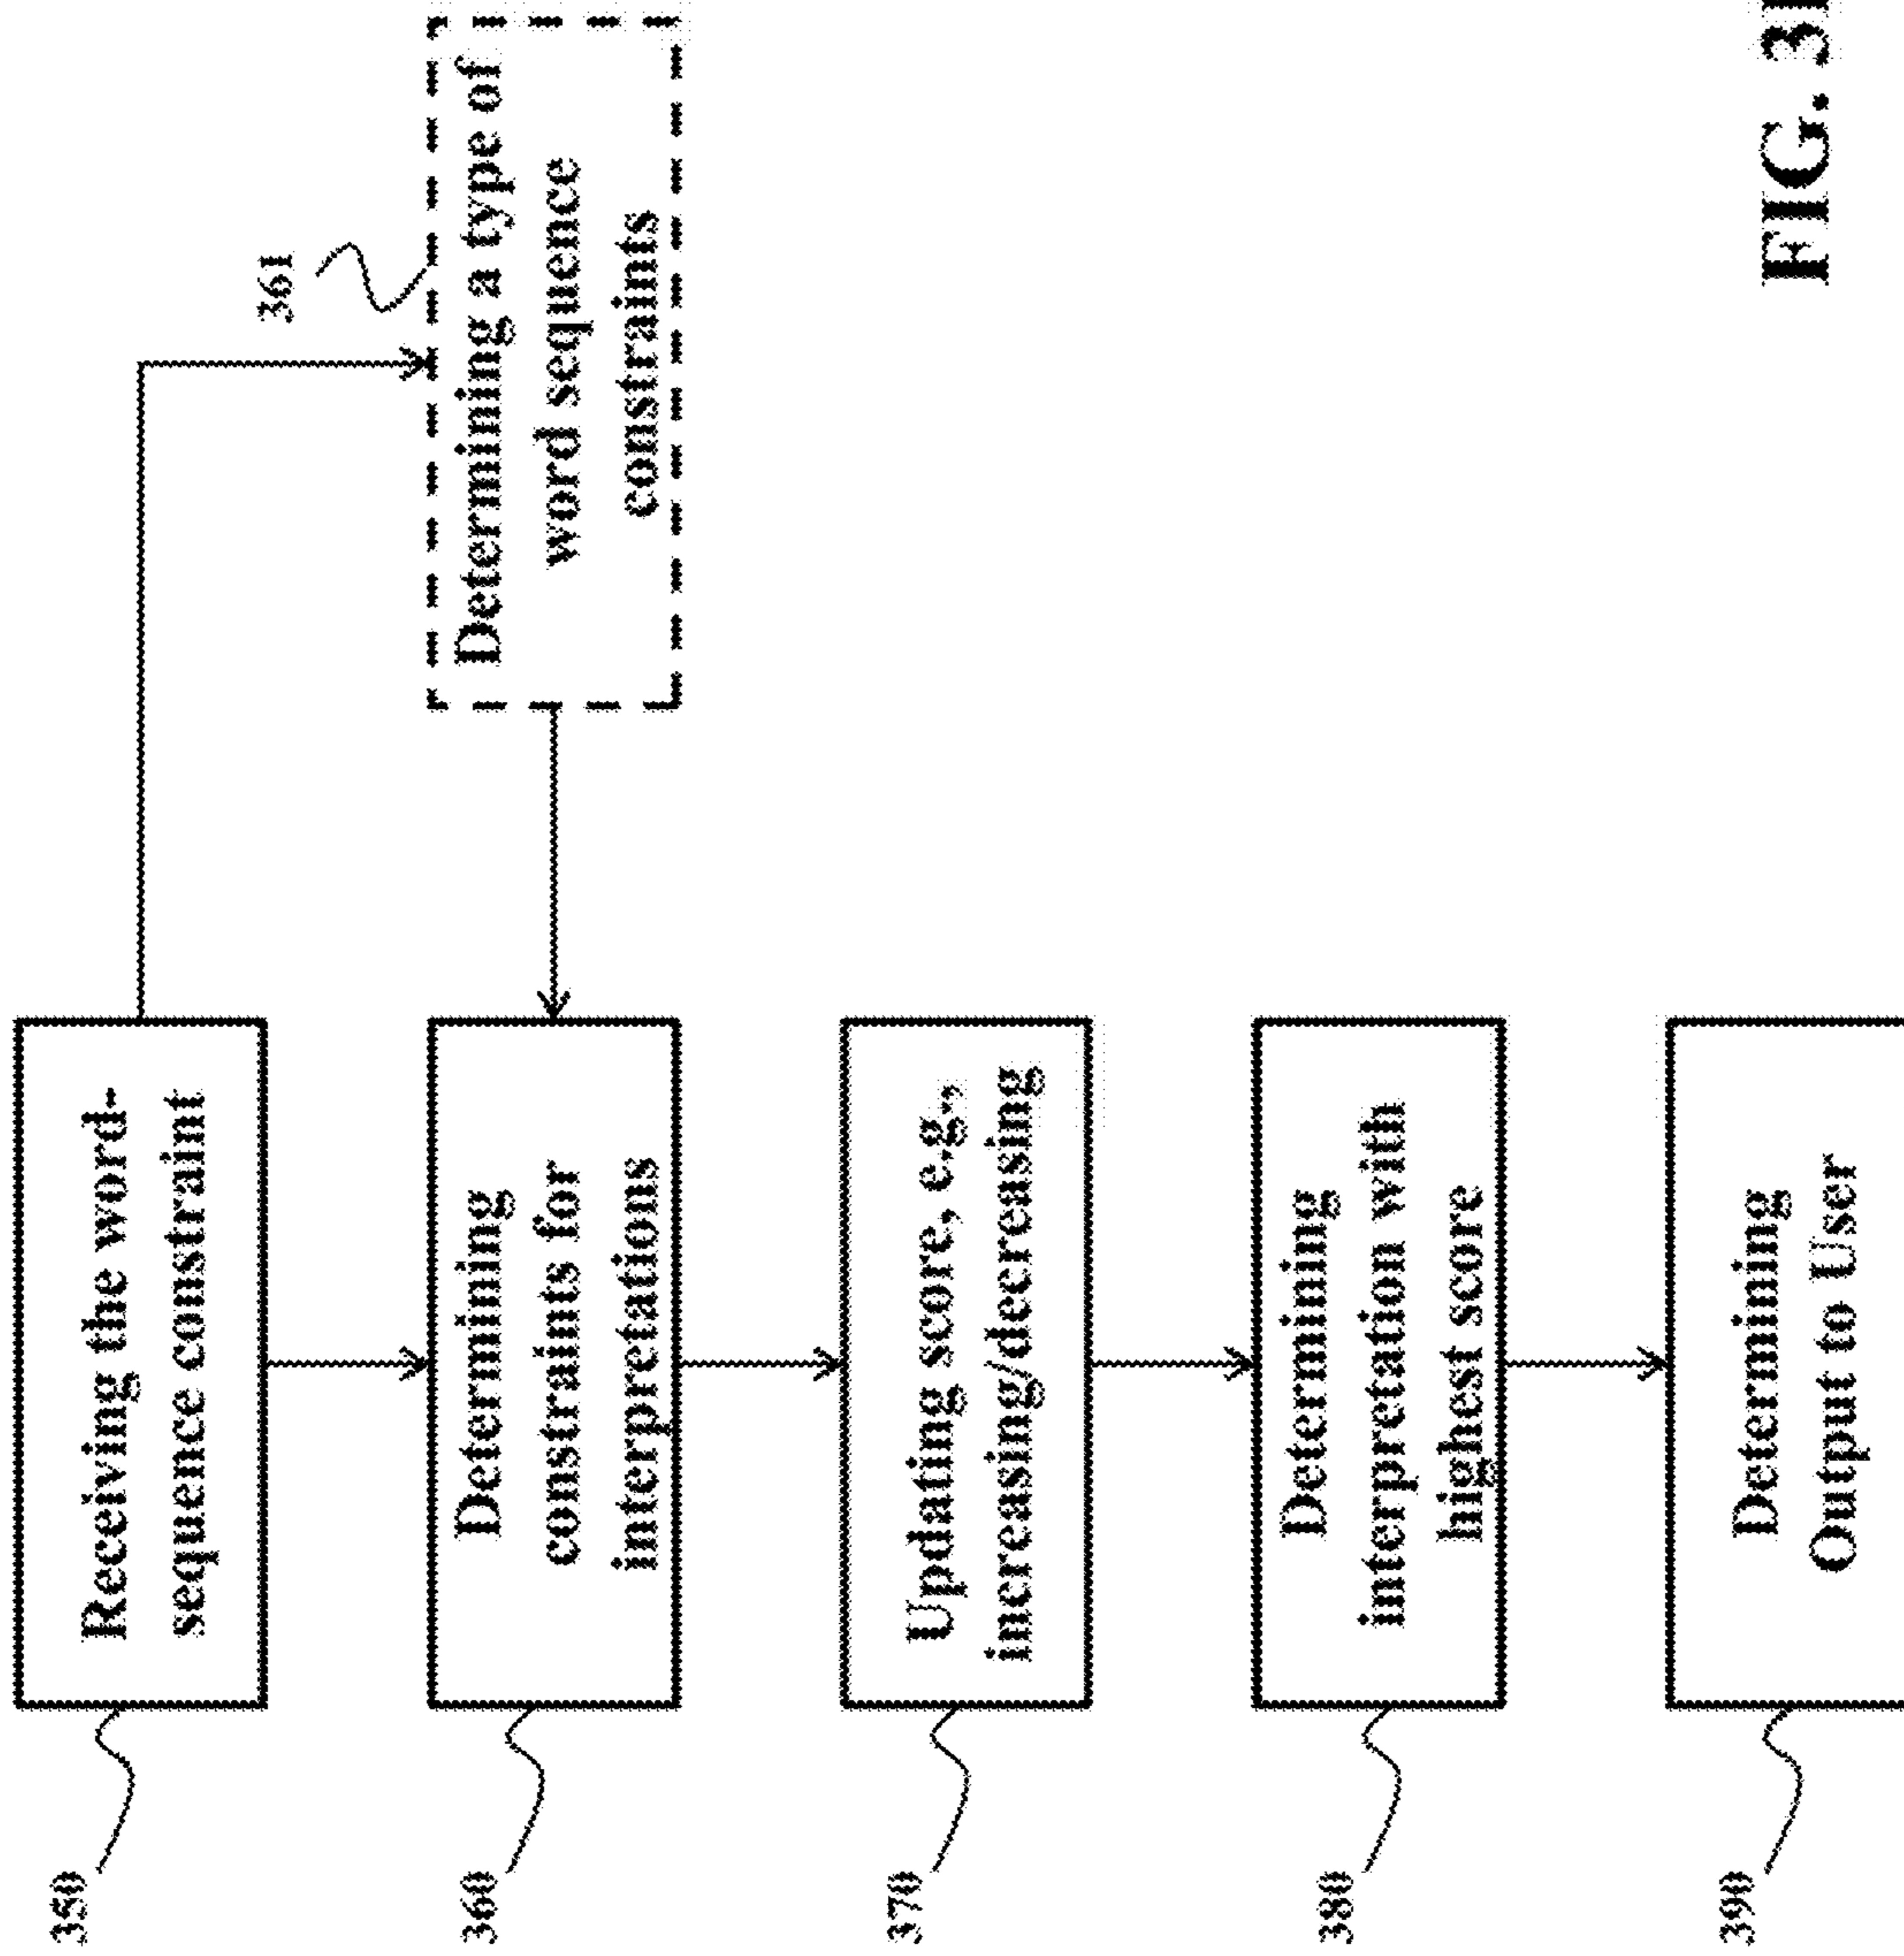 350
Receiving the word-
sequence constraint
361
Determining a type of
word sequence
constraints
360
Determining
constraints for
interpretations
370
Updating score, e.g.,
increasing/decreasing
380
Determining
interpretation with
highest score
390
Determining
Output to User
FIG.